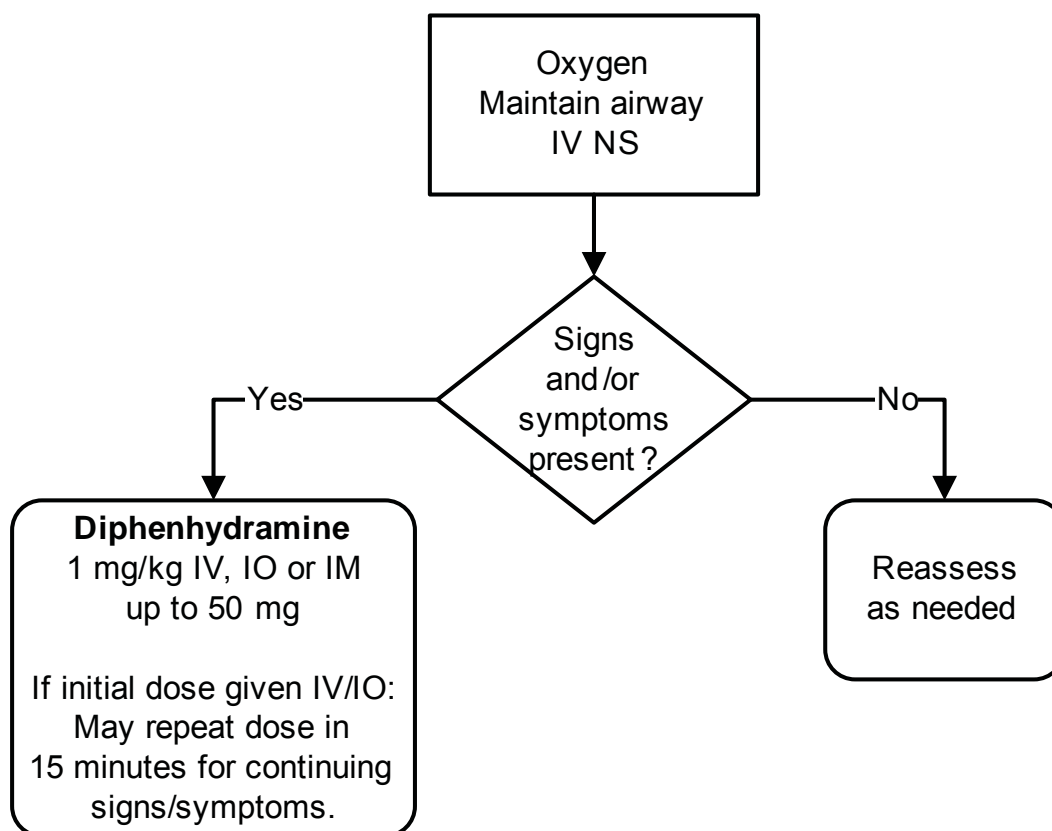 Oxygen
Maintain airway
IV NS
Signs
and/or
symptoms
present?
Yes
No
Diphenhydramine
1 mg/kg IV, IO or IM
up to 50 mg
If initial dose given IV/IO:
May repeat dose in
15 minutes for continuing
signs/symptoms.
Reassess
as needed